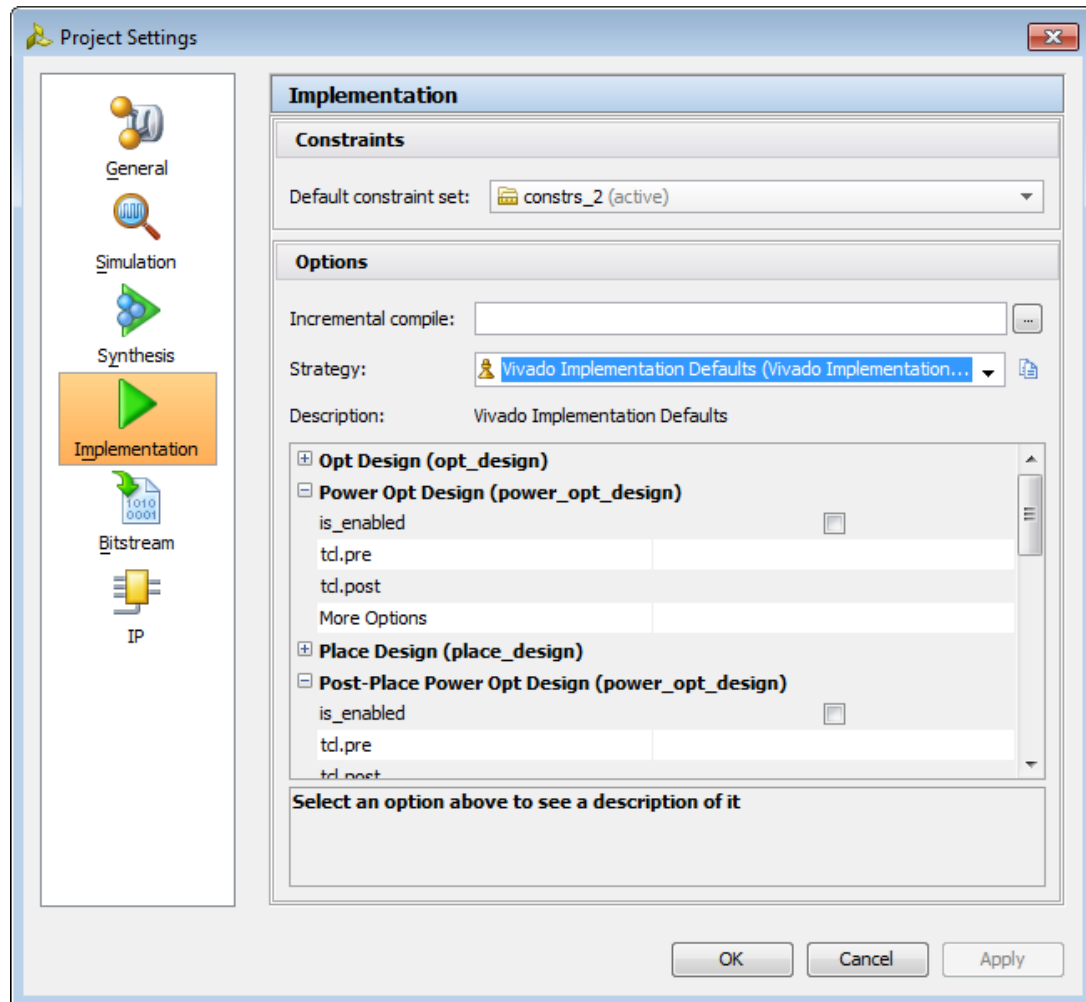 Project Settings
General
Simulation
Synthesis
Implementation
Bitstream
IP
Implementation
Constraints
Default constraint set: constrs_2 (active)
Options
Incremental compile: ...
Strategy: Vivado Implementation Defaults (Vivado Implementation...
Description: Vivado Implementation Defaults
Opt Design (opt_design)
Power Opt Design (power_opt_design)
is_enabled
tcl.pre
tcl.post
More Options
Place Design (place_design)
Post-Place Power Opt Design (power_opt_design)
is_enabled
tcl.pre
tcl.post
Select an option above to see a description of it
OK Cancel Apply